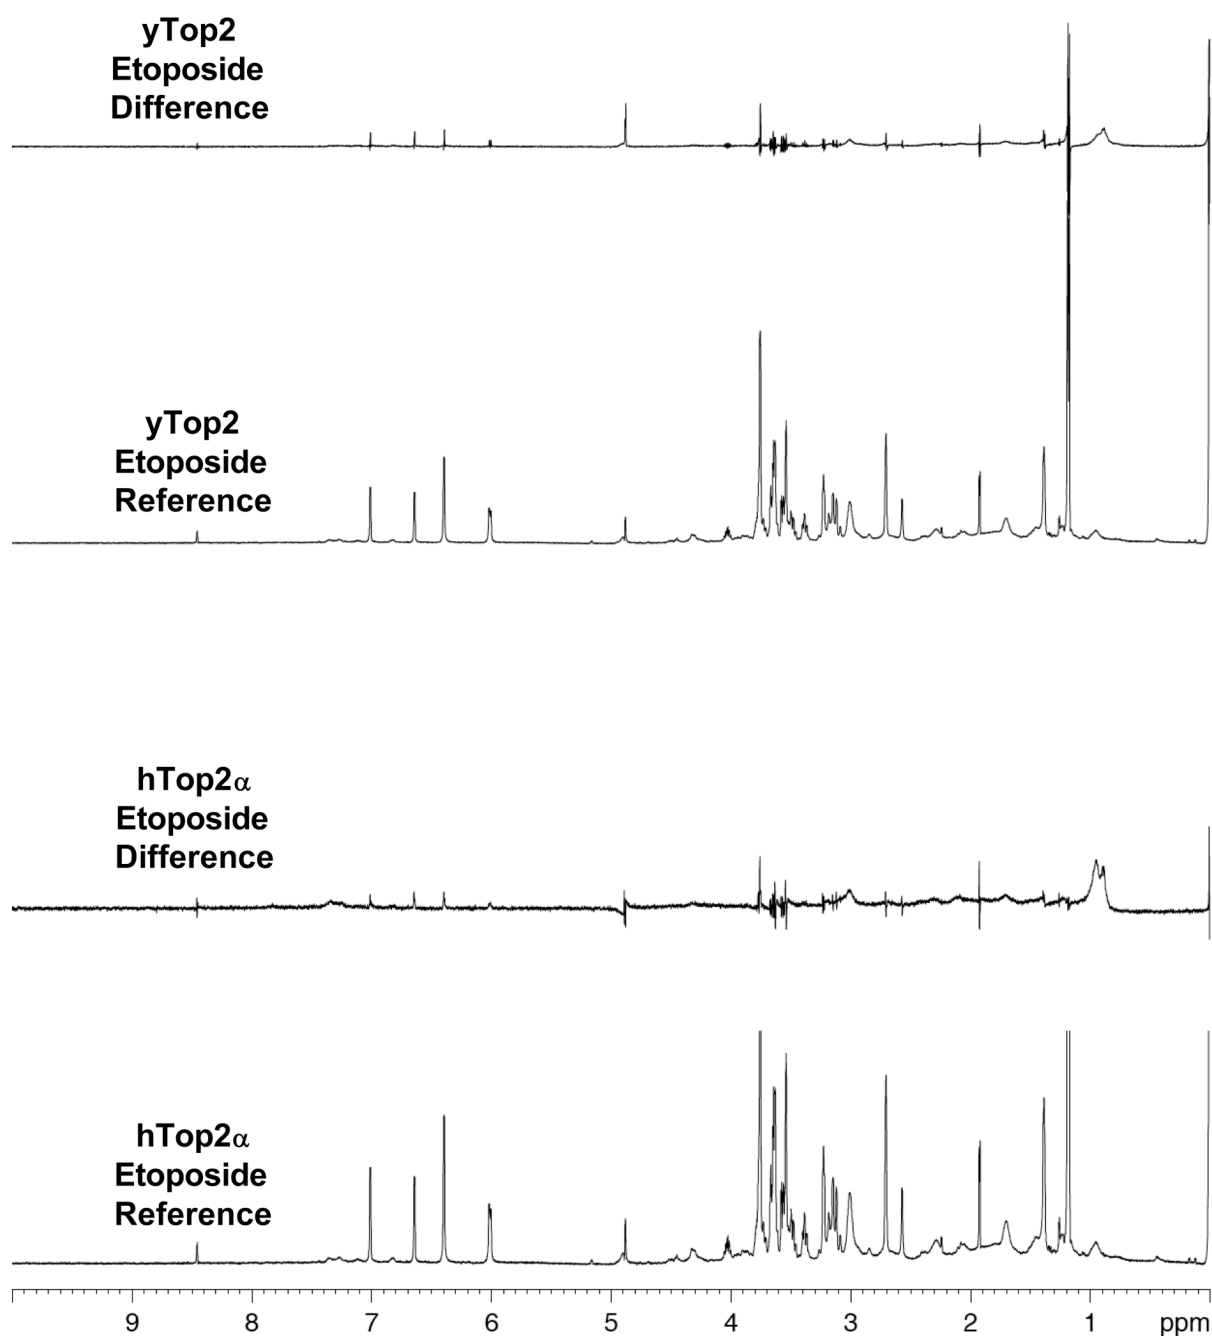 yTop2
Etoposide
Difference
yTop2
Etoposide
Reference
hTop2α
Etoposide
Difference
hTop2α
Etoposide
Reference
9 8 7 6 5 4 3 2 1 ppm